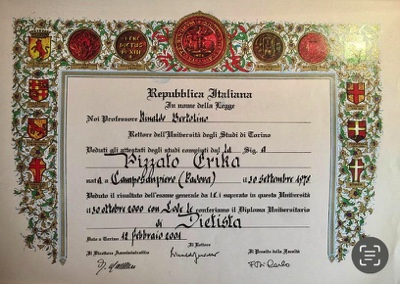 Repubblica Italiana
In nome della Legge
Noi Professore Rinaldo Bertolino
Rettore dell'Università degli Studi di Torino
Veduti gli attestati degli studi compiuti dal la Sig. a
Pizzato Erika
nata a Camposanpiero (Padova) il 30 settembre 1978
Veduto il risultato dell'esame generale da Lei superato in questa Università
il 30 ottobre 2000 con Lode le conferiamo il Diploma Universitario
di Dietista
Dato a Torino 12 febbraio 2001
Il Direttore Amministrativo Il Rettore Il Preside della Facoltà